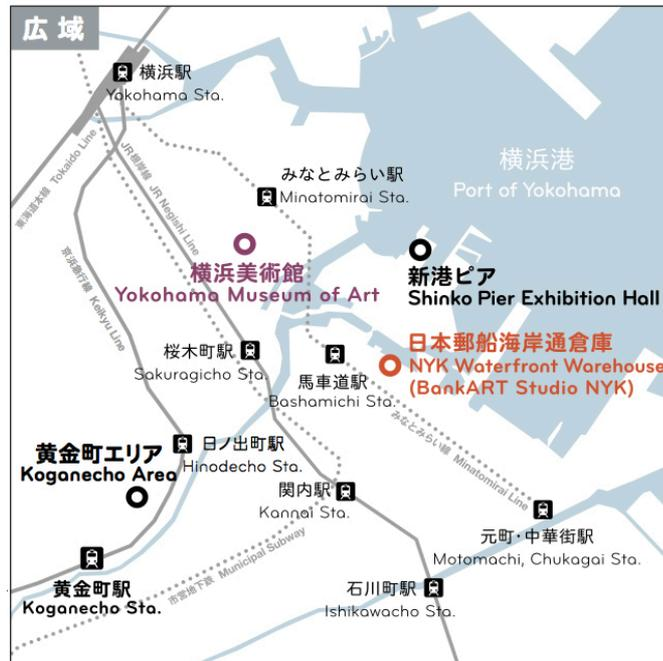 広域
横浜駅
Yokohama Sta.
東海道本線 Tokaido Line
JR根岸線 JR Negishi Line
みなとみらい駅
Minatomirai Sta.
横浜港
Port of Yokohama
京浜急行線 Keikyu Line
横浜美術館
Yokohama Museum of Art
新港ピア
Shinko Pier Exhibition Hall
桜木町駅
Sakuragicho Sta.
馬車道駅
Bashamichi Sta.
日本郵船海岸通倉庫
NYK Waterfront Warehouse
(BankART Studio NYK)
みなとみらい線 Minatomirai Line
黄金町エリア
Koganecho Area
日ノ出町駅
Hinodecho Sta.
関内駅
Kannai Sta.
元町・中華街駅
Motomachi, Chukagai Sta.
市営地下鉄 Municipal Subway
黄金町駅
Koganecho Sta.
石川町駅
Ishikawacho Sta.